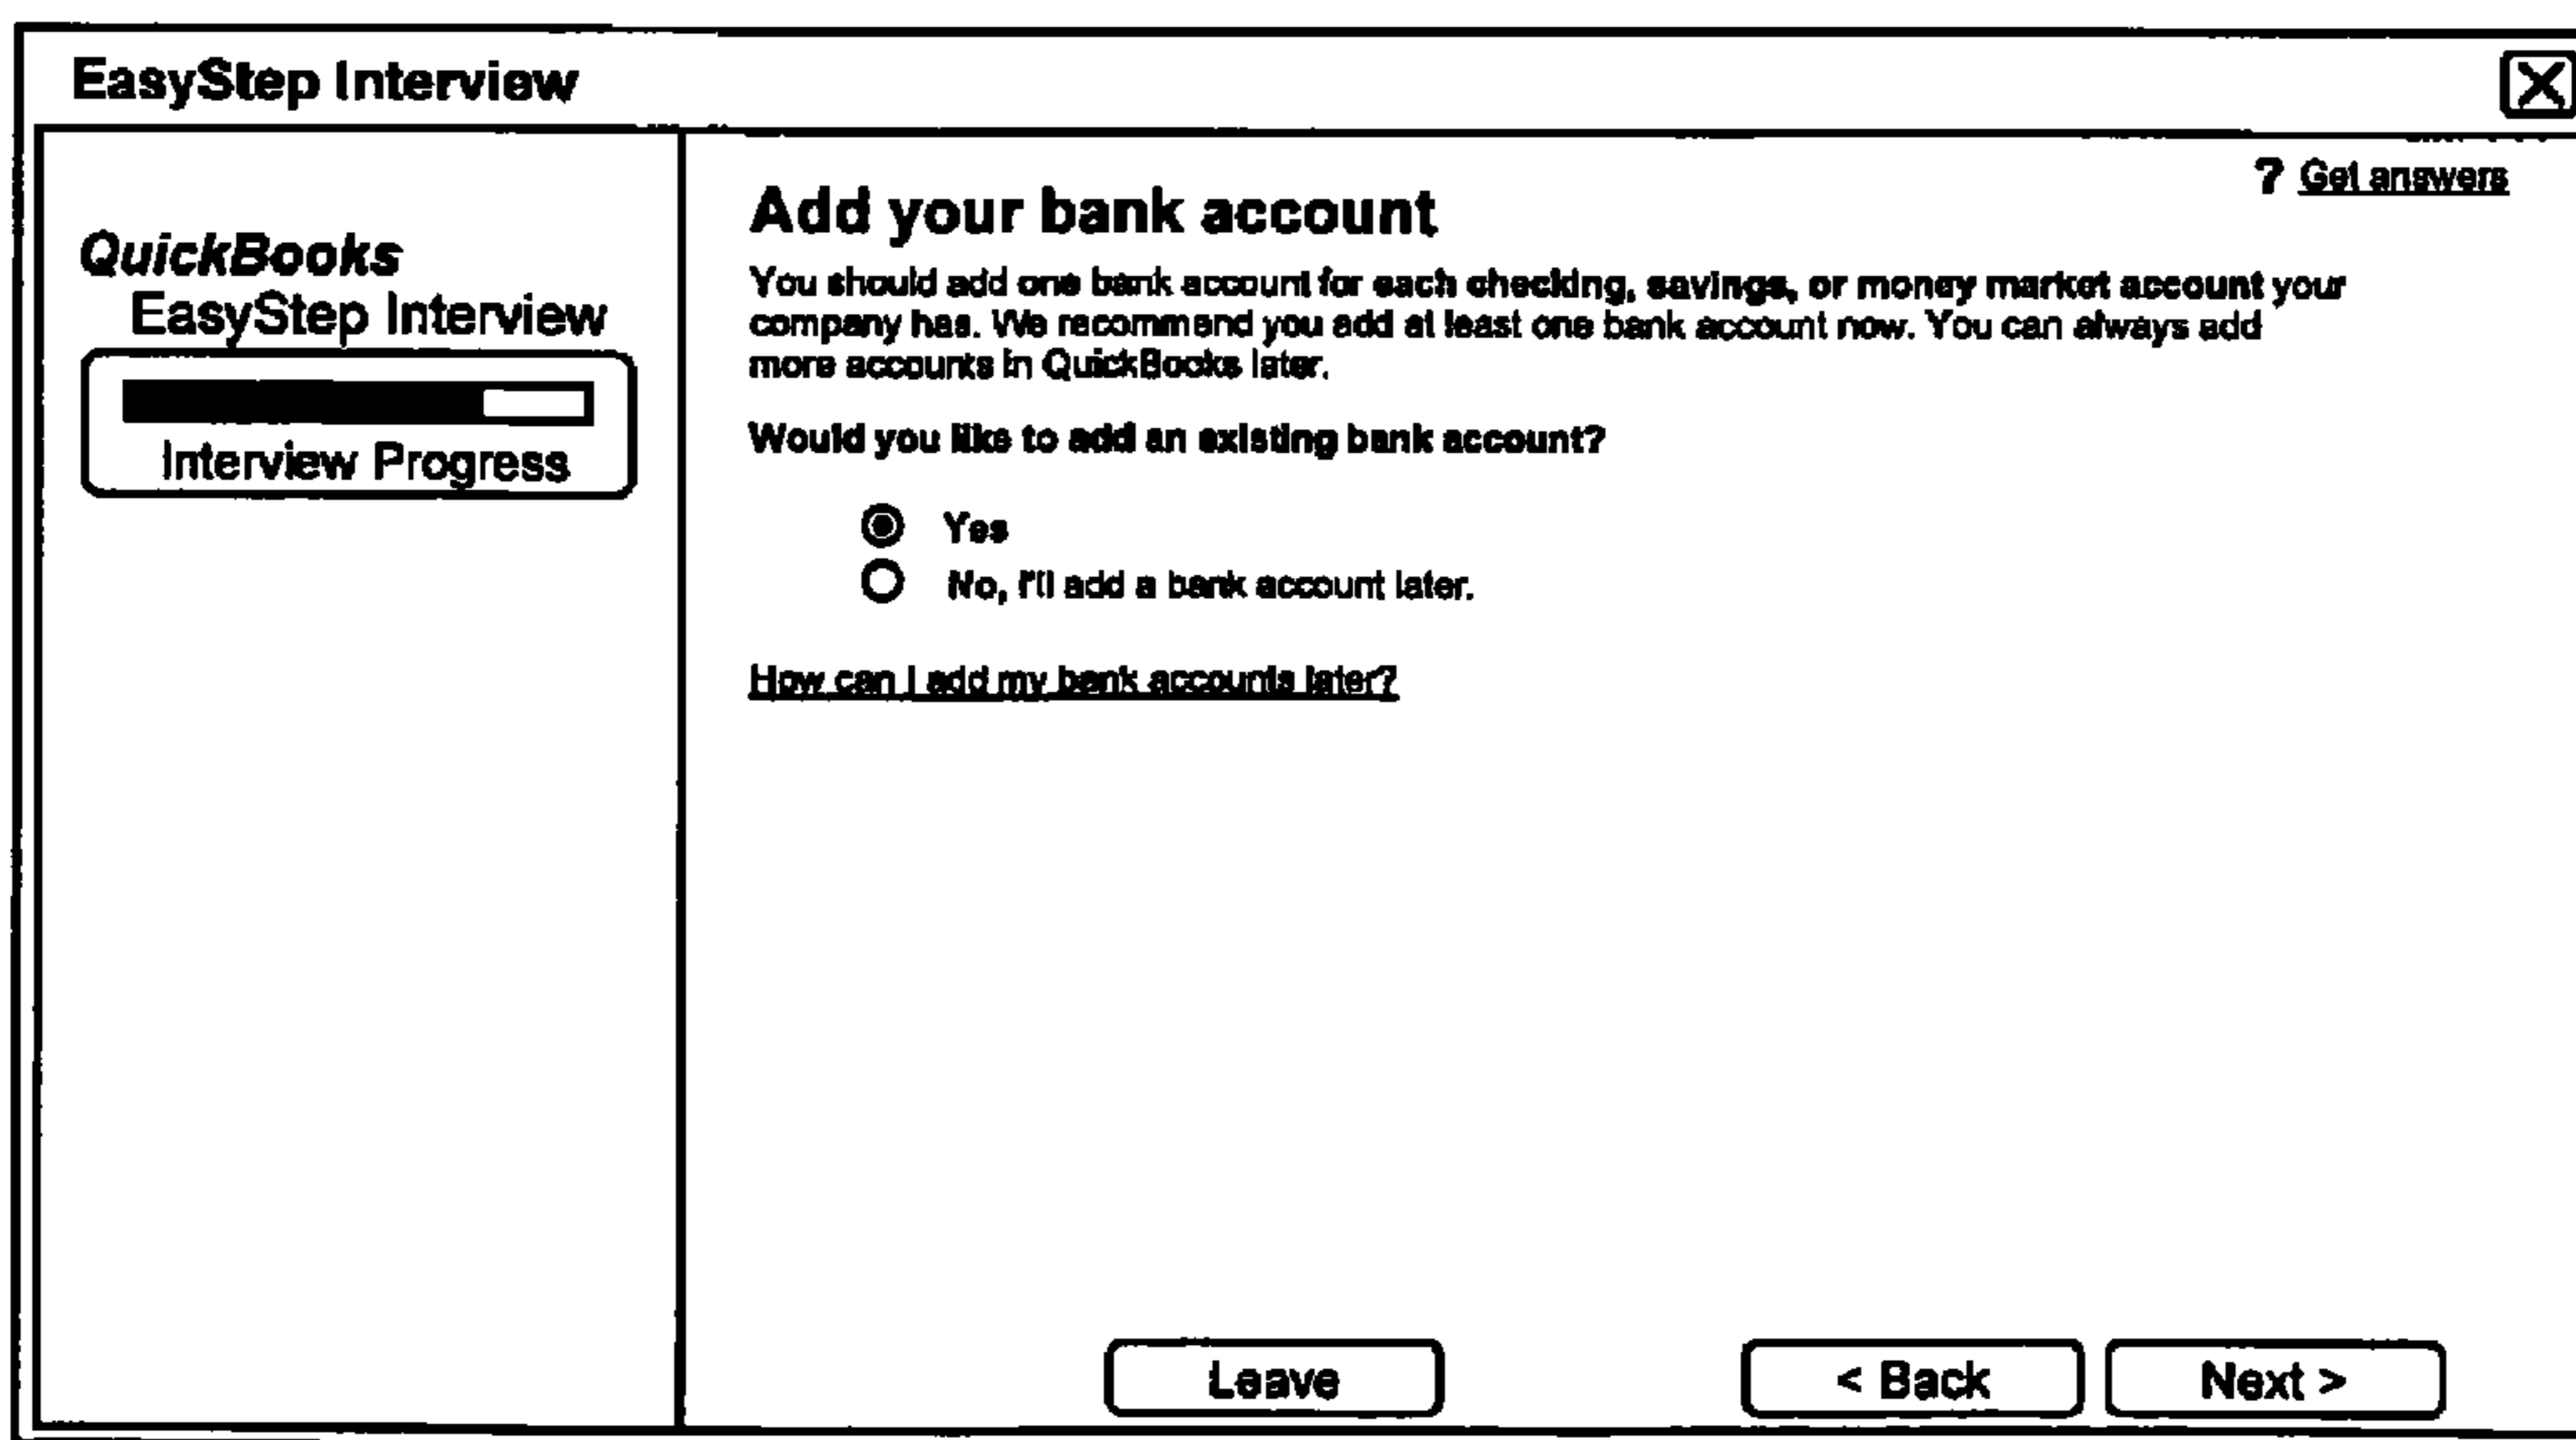 EasyStep Interview
QuickBooks
EasyStep Interview
Interview Progress
? Get answers
Add your bank account
You should add one bank account for each checking, savings, or money market account your
company has. We recommend you add at least one bank account now. You can always add
more accounts in QuickBooks later.
Would you like to add an existing bank account?
Yes
No, I'll add a bank account later.
How can I add my bank accounts later?
Leave
< Back
Next >